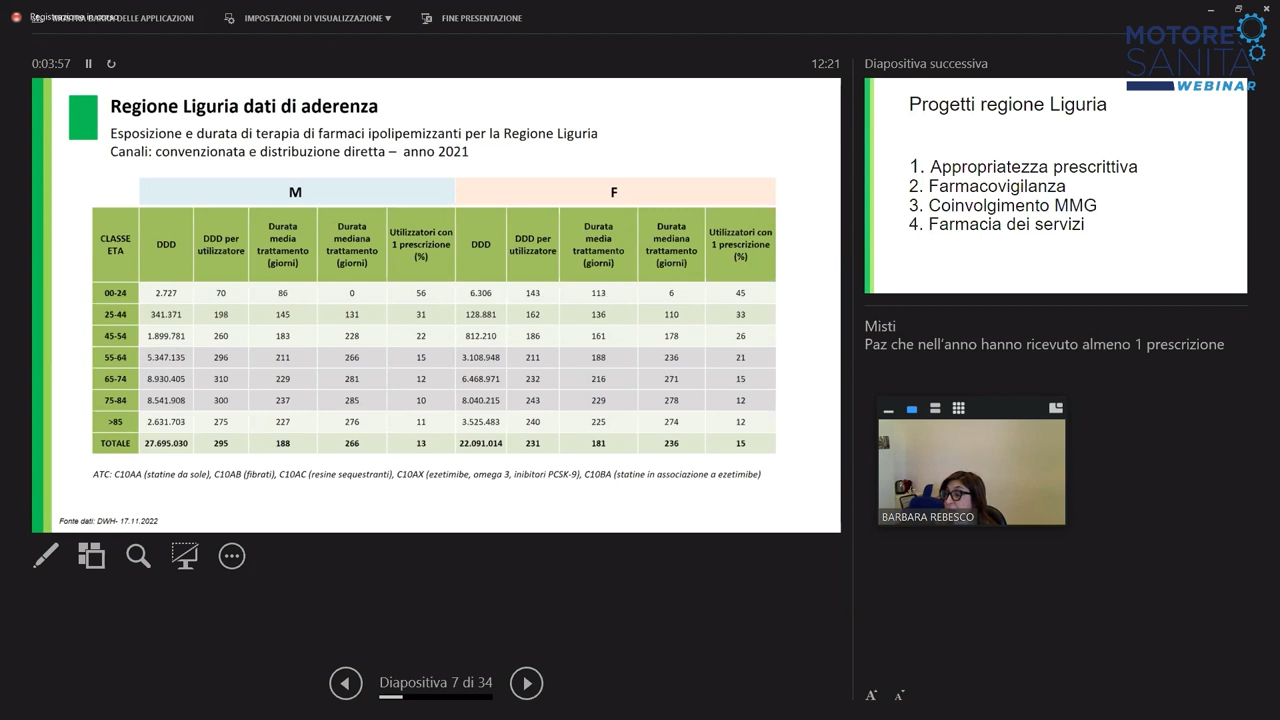 MOSTRA BARRA DELLE APPLICAZIONI
IMPOSTAZIONI DI VISUALIZZAZIONE ▼
FINE PRESENTAZIONE
MOTORE
SANITÀ
WEBINAR
0:03:57
12:21
Diapositiva successiva
Regione Liguria dati di aderenza
Esposizione e durata di terapia di farmaci ipolipemizzanti per la Regione Liguria
Canali: convenzionata e distribuzione diretta – anno 2021
M F
CLASSE ETA DDD DDD per utilizzatore Durata media trattamento (giorni) Durata mediana trattamento (giorni) Utilizzatori con 1 prescrizione (%) DDD DDD per utilizzatore Durata media trattamento (giorni) Durata mediana trattamento (giorni) Utilizzatori con 1 prescrizione (%)
00-24 2.727 70 86 0 56 6.306 143 113 6 45
25-44 341.371 198 145 131 31 128.881 162 136 110 33
45-54 1.899.781 260 183 228 22 812.210 186 161 178 26
55-64 5.347.135 296 211 266 15 3.108.948 211 188 236 21
65-74 8.930.405 310 229 281 12 6.468.971 232 216 271 15
75-84 8.541.908 300 237 285 10 8.040.215 243 229 278 12
>85 2.631.703 275 227 276 11 3.525.483 240 225 274 12
TOTALE 27.695.030 295 188 266 13 22.091.014 231 181 236 15
ATC: C10AA (statine da sole), C10AB (fibrati), C10AC (resine sequestranti), C10AX (ezetimibe, omega 3, inibitori PCSK-9), C10BA (statine in associazione a ezetimibe)
Fonte dati: DWH- 17.11.2022
Progetti regione Liguria
1. Appropriatezza prescrittiva
2. Farmacovigilanza
3. Coinvolgimento MMG
4. Farmacia dei servizi
Misti
Paz che nell'anno hanno ricevuto almeno 1 prescrizione
BARBARA REBESCO
Diapositiva 7 di 34
A A